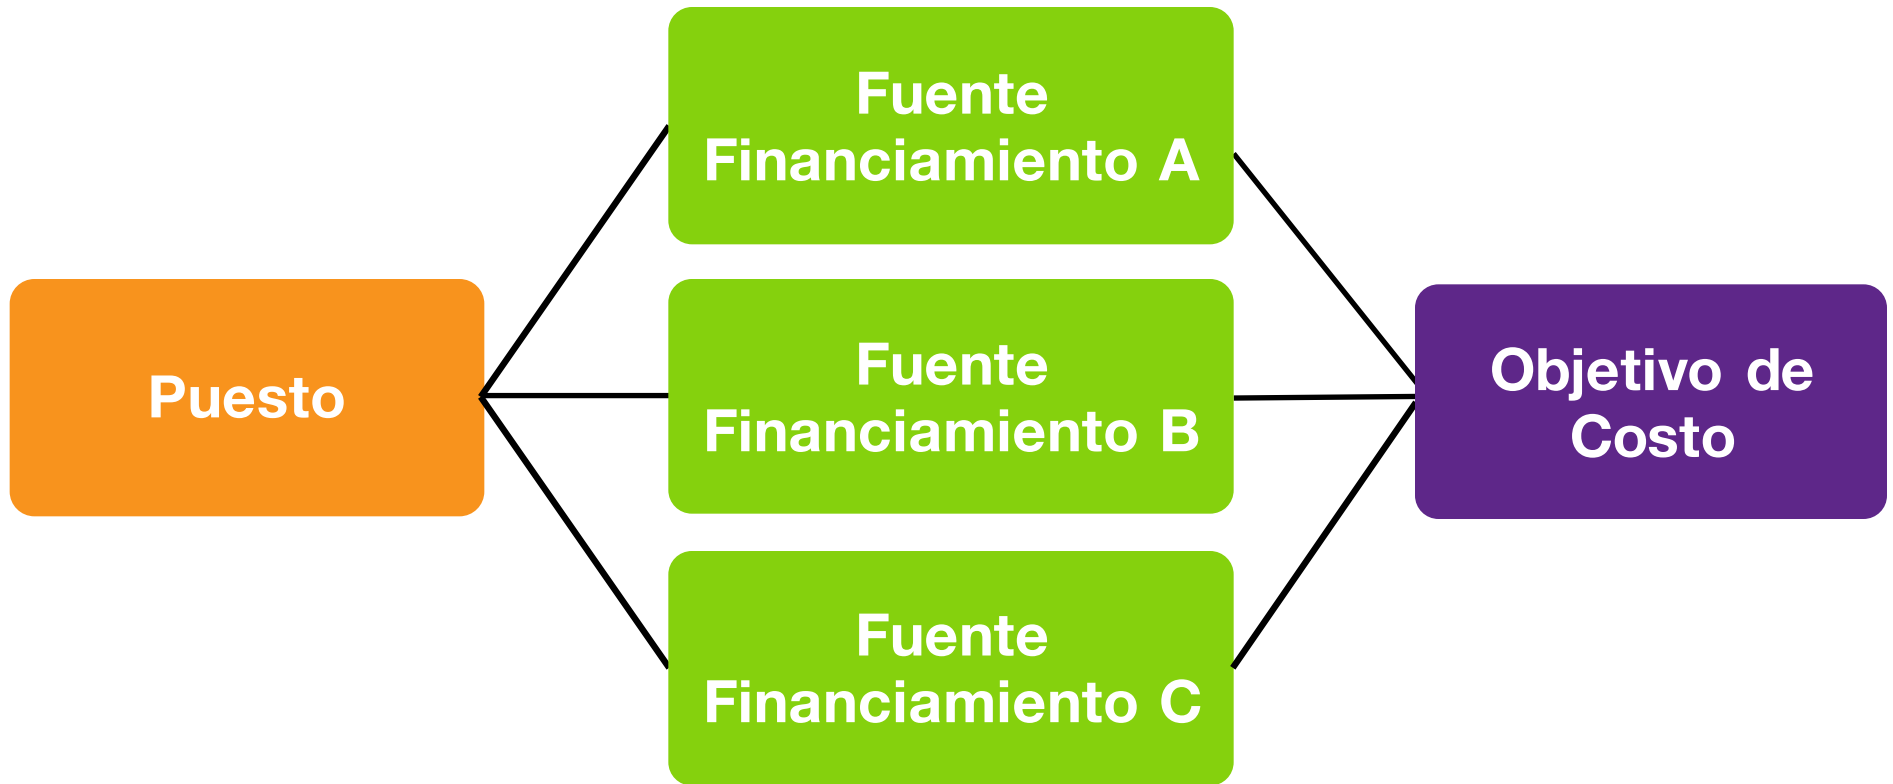 Fuente
Financiamiento A
Puesto
Fuente
Financiamiento B
Objetivo de
Costo
Fuente
Financiamiento C